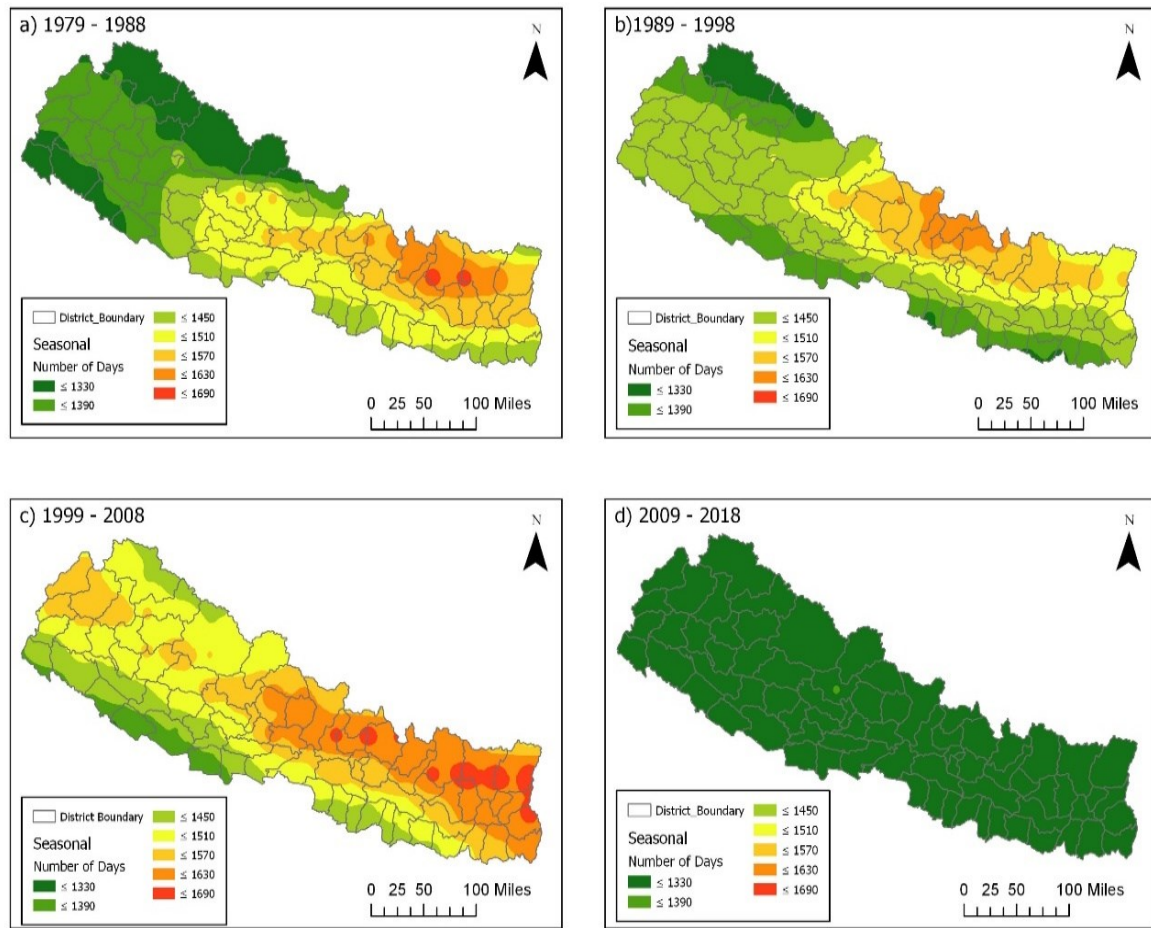 a) 1979 - 1988
N
District_Boundary
Seasonal
Number of Days
≤ 1330
≤ 1390
≤ 1450
≤ 1510
≤ 1570
≤ 1630
≤ 1690
0 25 50 100 Miles
b)1989 - 1998
N
District_Boundary
Seasonal
Number of Days
≤ 1330
≤ 1390
≤ 1450
≤ 1510
≤ 1570
≤ 1630
≤ 1690
0 25 50 100 Miles
c) 1999 - 2008
N
District Boundary
Seasonal
Number of Days
≤ 1330
≤ 1390
≤ 1450
≤ 1510
≤ 1570
≤ 1630
≤ 1690
0 25 50 100 Miles
d) 2009 - 2018
N
District_Boundary
Seasonal
Number of Days
≤ 1330
≤ 1390
≤ 1450
≤ 1510
≤ 1570
≤ 1630
≤ 1690
0 25 50 100 Miles